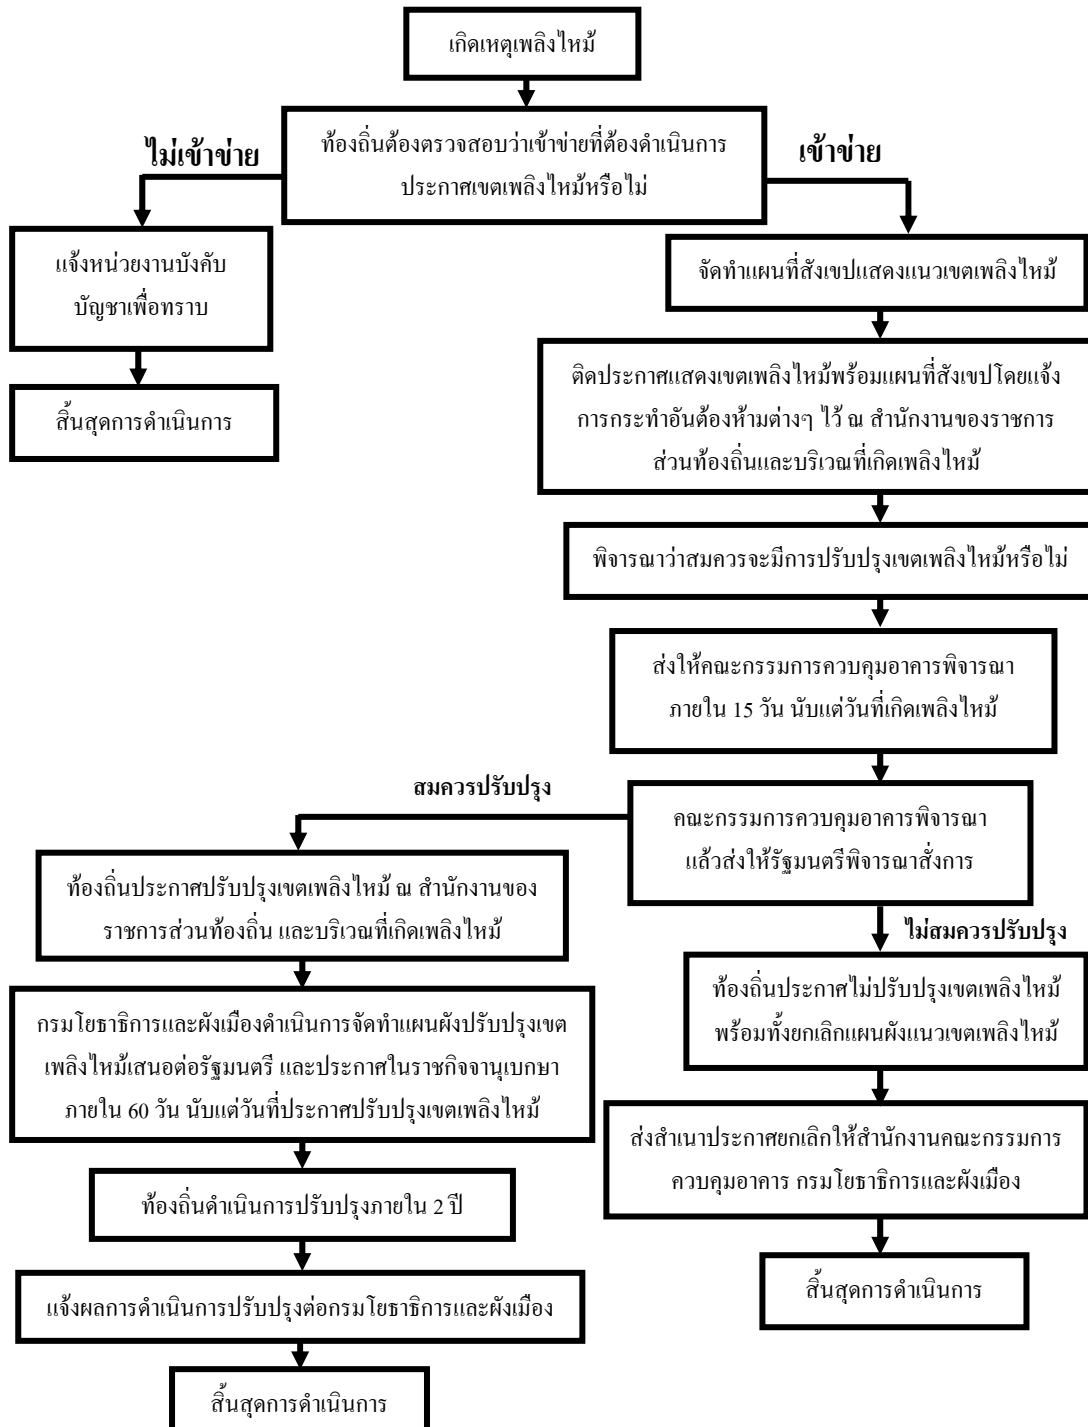 เกิดเหตุเพลิงไหม้
ท้องถิ่นต้องตรวจสอบว่าเข้าข่ายที่ต้องดำเนินการ
ประกาศเขตเพลิงไหม้หรือไม่
ไม่เข้าข่าย
เข้าข่าย
แจ้งหน่วยงานบังคับ
บัญชาเพื่อทราบ
สิ้นสุดการดำเนินการ
จัดทำแผนที่สังเขปแสดงแนวเขตเพลิงไหม้
ติดประกาศแสดงเขตเพลิงไหม้พร้อมแผนที่สังเขปโดยแจ้ง
การกระทำอันต้องห้ามต่างๆ ไว้ ณ สำนักงานของราชการ
ส่วนท้องถิ่นและบริเวณที่เกิดเพลิงไหม้
พิจารณาว่าสมควรจะมีการปรับปรุงเขตเพลิงไหม้หรือไม่
ส่งให้คณะกรรมการควบคุมอาคารพิจารณา
ภายใน 15 วัน นับแต่วันที่เกิดเพลิงไหม้
คณะกรรมการควบคุมอาคารพิจารณา
แล้วส่งให้รัฐมนตรีพิจารณาสั่งการ
สมควรปรับปรุง
ท้องถิ่นประกาศปรับปรุงเขตเพลิงไหม้ ณ สำนักงานของ
ราชการส่วนท้องถิ่น และบริเวณที่เกิดเพลิงไหม้
กรมโยธาธิการและผังเมืองดำเนินการจัดทำแผนผังปรับปรุงเขต
เพลิงไหม้เสนอต่อรัฐมนตรี และประกาศในราชกิจจานุเบกษา
ภายใน 60 วัน นับแต่วันที่ประกาศปรับปรุงเขตเพลิงไหม้
ท้องถิ่นดำเนินการปรับปรุงภายใน 2 ปี
แจ้งผลการดำเนินการปรับปรุงต่อกรมโยธาธิการและผังเมือง
สิ้นสุดการดำเนินการ
ไม่สมควรปรับปรุง
ท้องถิ่นประกาศไม่ปรับปรุงเขตเพลิงไหม้
พร้อมทั้งยกเลิกแผนผังแนวเขตเพลิงไหม้
ส่งสำเนาประกาศยกเลิกให้สำนักงานคณะกรรมการ
ควบคุมอาคาร กรมโยธาธิการและผังเมือง
สิ้นสุดการดำเนินการ